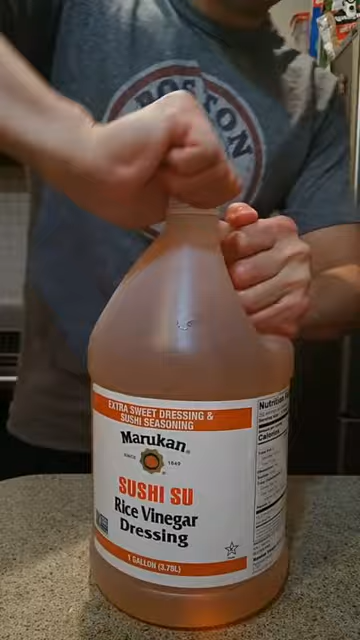 BOSTON
EXTRA SWEET DRESSING &
SUSHI SEASONING
Marukan®
SINCE 1649
SUSHI SU
Rice Vinegar
Dressing
1 GALLON (3.78L)
Nutrition
Calories